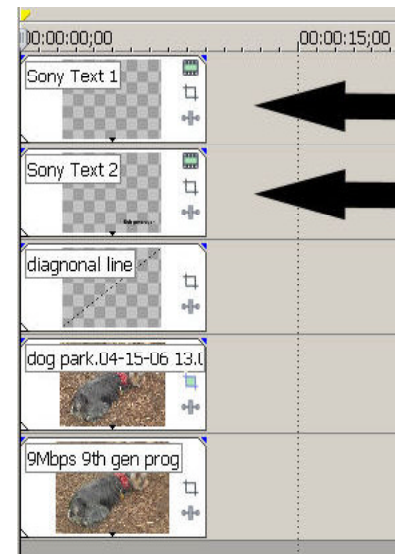 00:00:00;00
00:00:15;00
Sony Text 1
Sony Text 2
diagnonal line
dog park.04-15-06 13.
9Mbps 9th gen prog